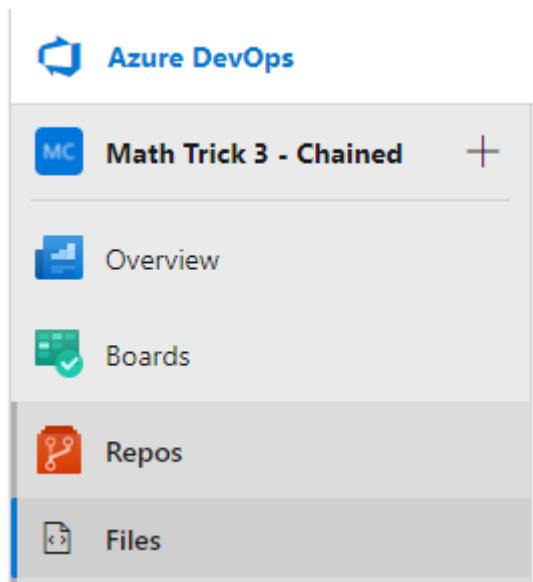 Azure DevOps
MC Math Trick 3 - Chained
Overview
Boards
Repos
Files